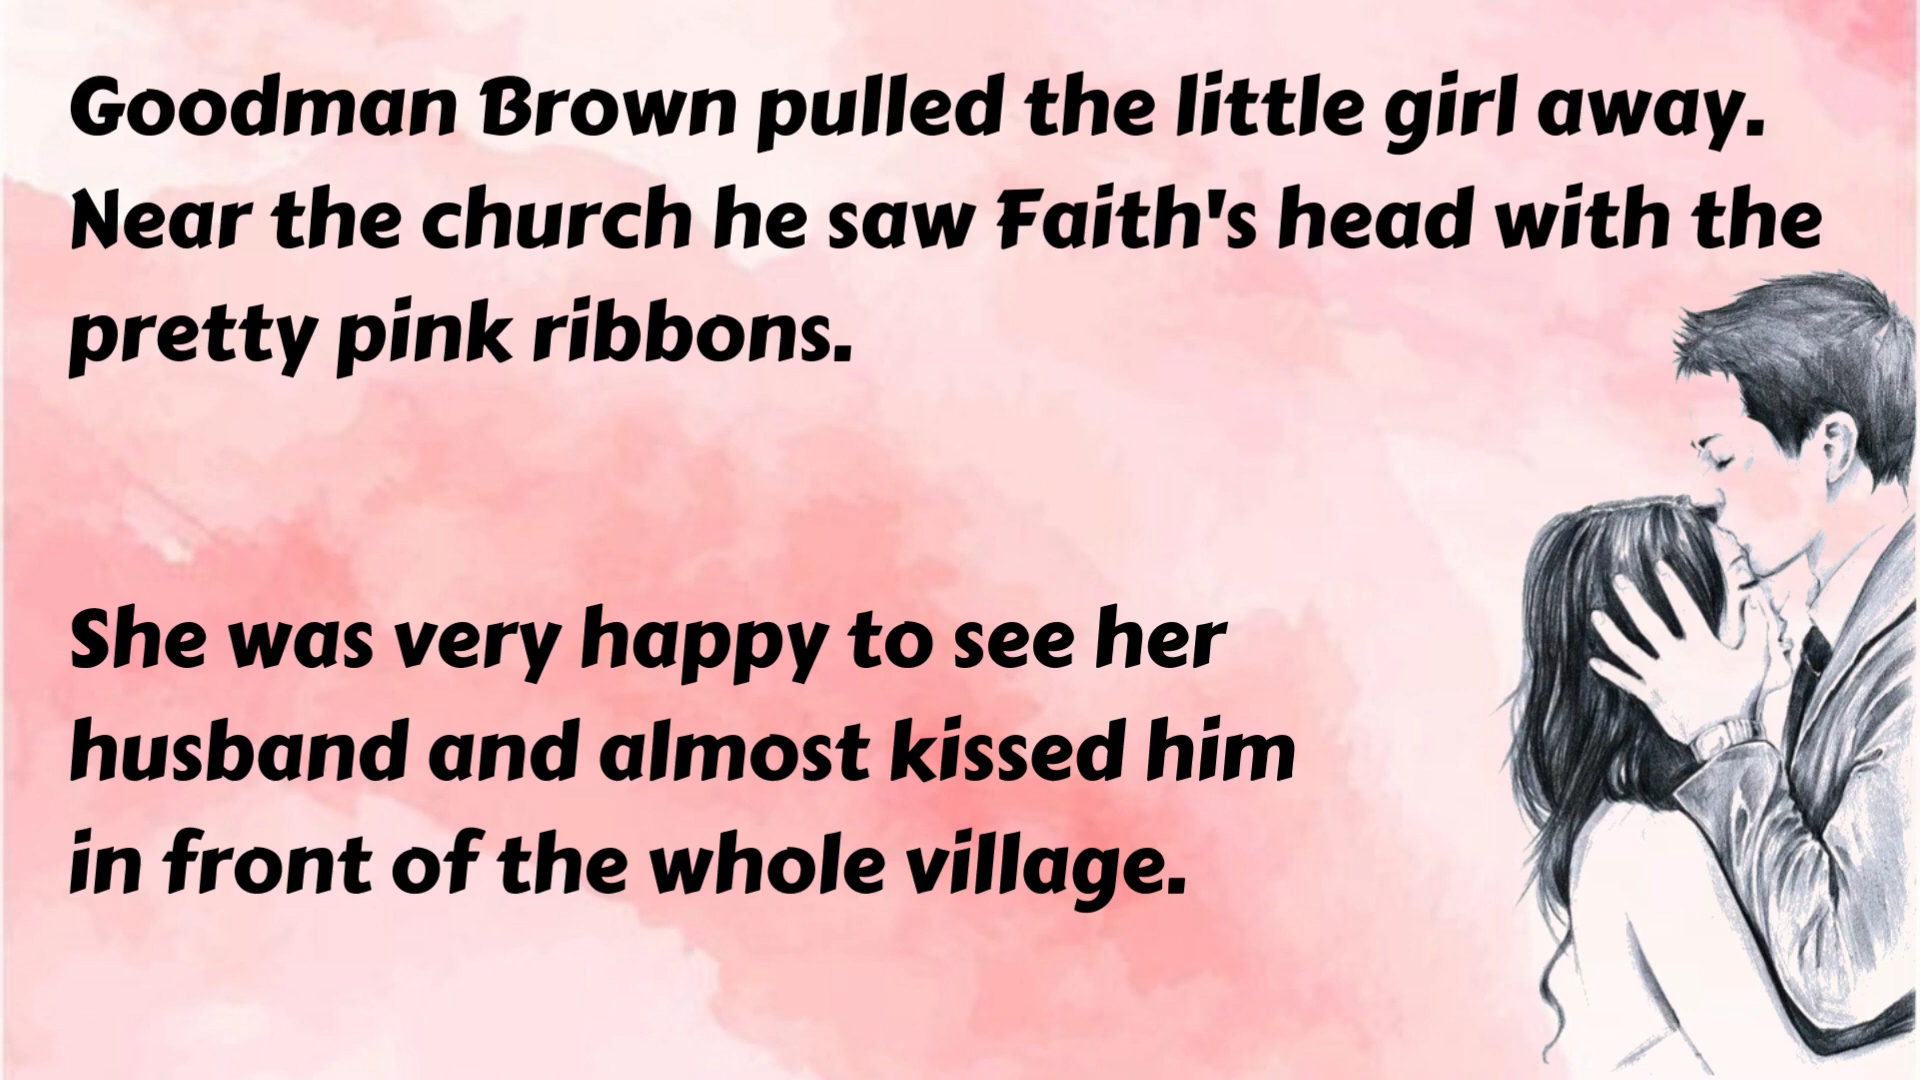 Goodman Brown pulled the little girl away.
Near the church he saw Faith's head with the
pretty pink ribbons.
She was very happy to see her
husband and almost kissed him
in front of the whole village.